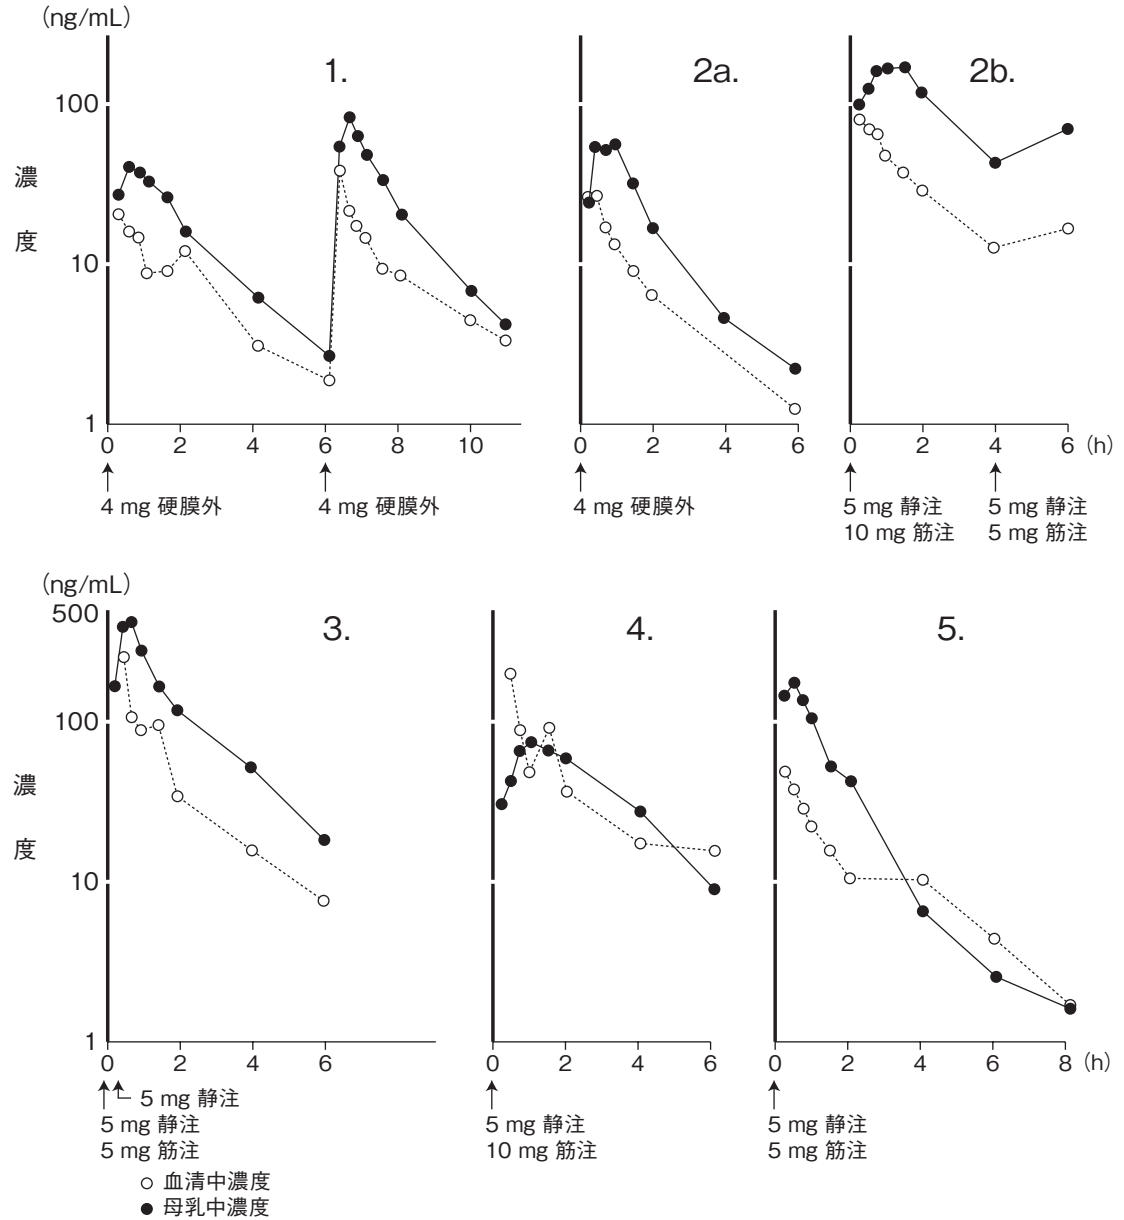 (ng/mL)
1.
2a.
2b.
100
10
1
濃
度
0 2 4 6 8 10
0 2 4 6
0 2 4 6 (h)
4 mg 硬膜外
4 mg 硬膜外
4 mg 硬膜外
5 mg 静注
10 mg 筋注
5 mg 静注
5 mg 筋注
(ng/mL)
3.
4.
5.
500
100
10
1
濃
度
0 2 4 6
0 2 4 6
0 2 4 6 8 (h)
5 mg 静注
5 mg 静注
5 mg 筋注
5 mg 静注
10 mg 筋注
5 mg 静注
5 mg 筋注
血清中濃度
母乳中濃度